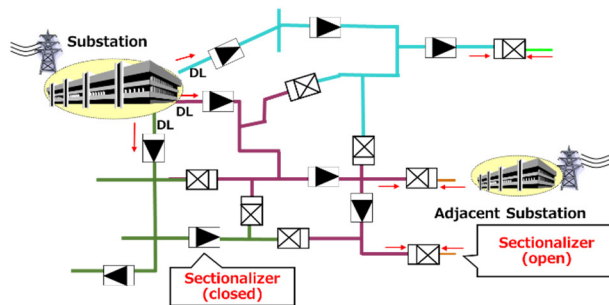 Substation
DL
DL
DL
Adjacent Substation
Sectionalizer
(open)
Sectionalizer
(closed)